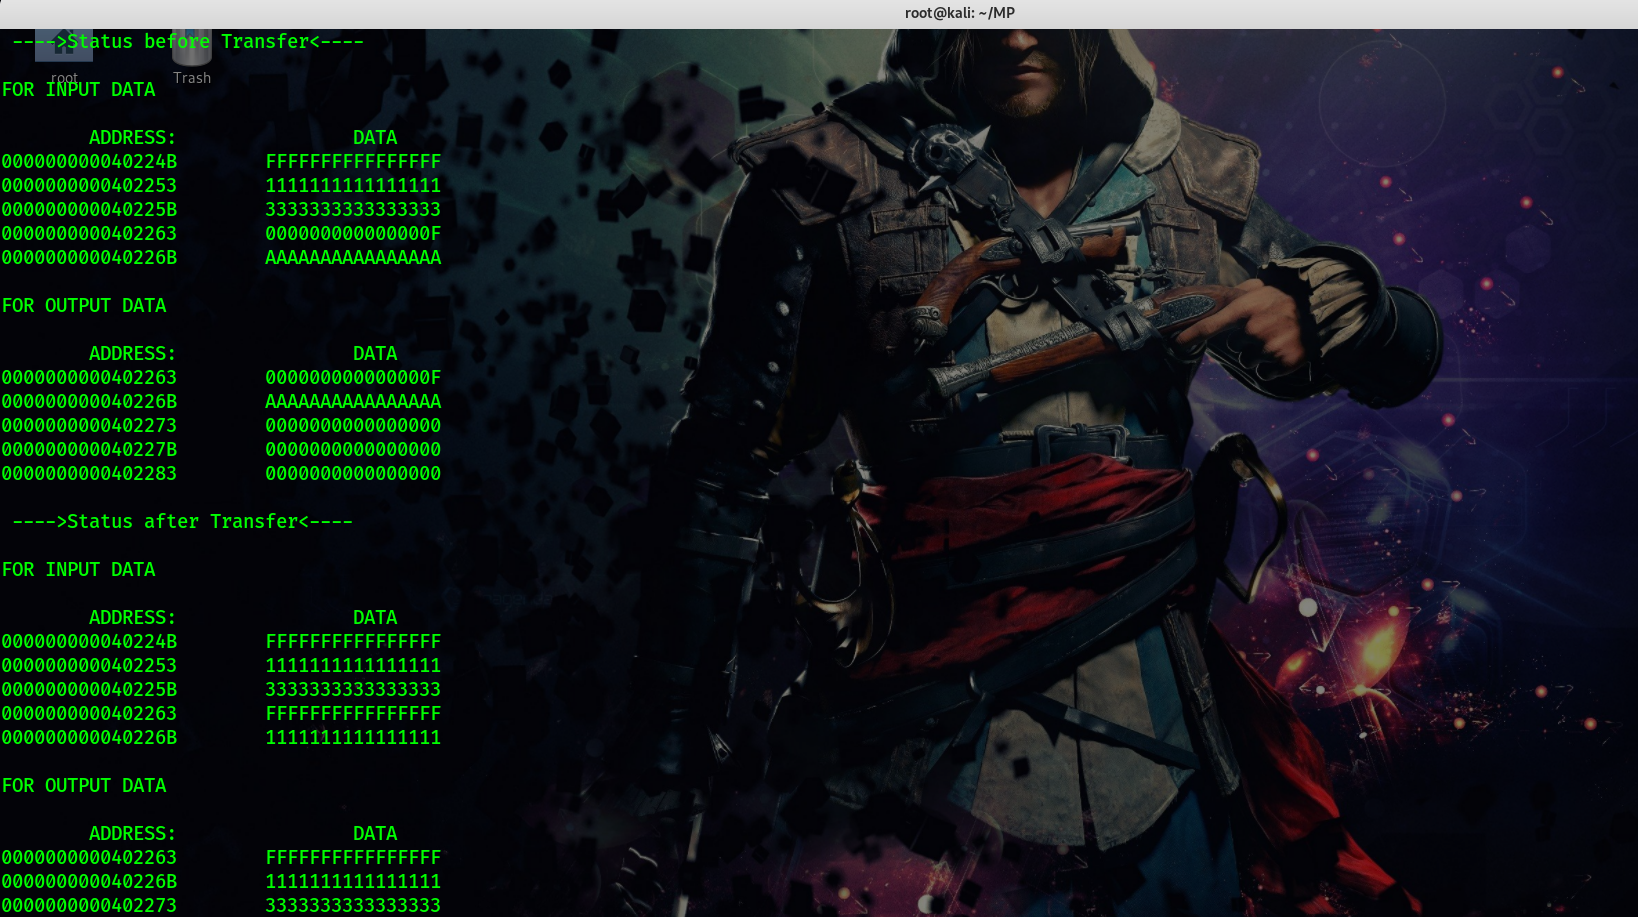 root@kali: ~/MP
---->Status before Transfer<----
root
Trash
FOR INPUT DATA
ADDRESS: DATA
000000000040224B FFFFFFFFFFFFFFFF
0000000000402253 1111111111111111
000000000040225B 3333333333333333
0000000000402263 000000000000000F
000000000040226B AAAAAAAAAAAAAAAA
FOR OUTPUT DATA
ADDRESS: DATA
0000000000402263 000000000000000F
000000000040226B AAAAAAAAAAAAAAAA
0000000000402273 0000000000000000
000000000040227B 0000000000000000
0000000000402283 0000000000000000
---->Status after Transfer<----
FOR INPUT DATA
ADDRESS: DATA
000000000040224B FFFFFFFFFFFFFFFF
0000000000402253 1111111111111111
000000000040225B 3333333333333333
0000000000402263 FFFFFFFFFFFFFFFF
000000000040226B 1111111111111111
FOR OUTPUT DATA
ADDRESS: DATA
0000000000402263 FFFFFFFFFFFFFFFF
000000000040226B 1111111111111111
0000000000402273 3333333333333333